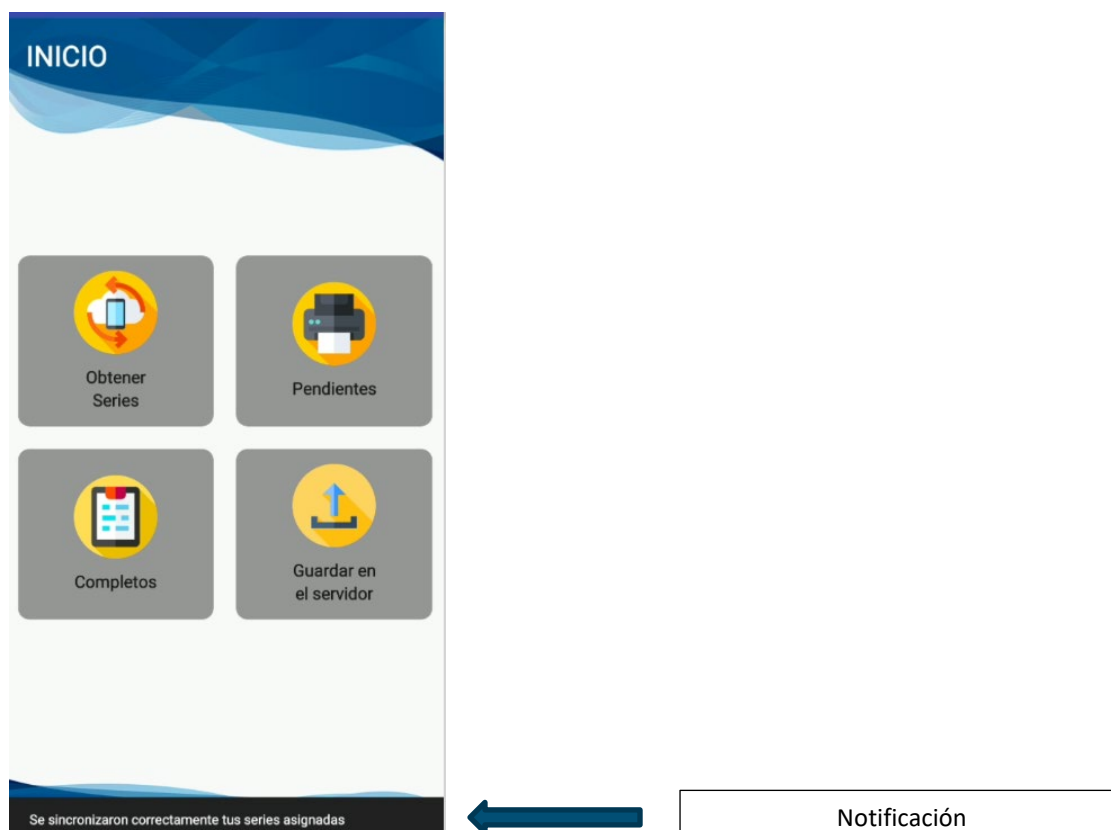 INICIO
Obtener
Series
Pendientes
Completos
Guardar en
el servidor
Se sincronizaron correctamente tus series asignadas
Notificación